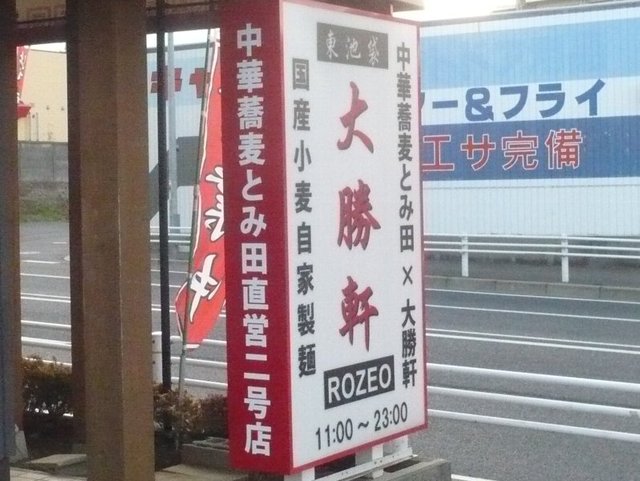 中華蕎麦とみ田直営二号店
東池袋
中華蕎麦とみ田×大勝軒
大勝軒
国産小麦自家製麺
ROZEO
11:00～23:00
ー&フライ
エサ完備